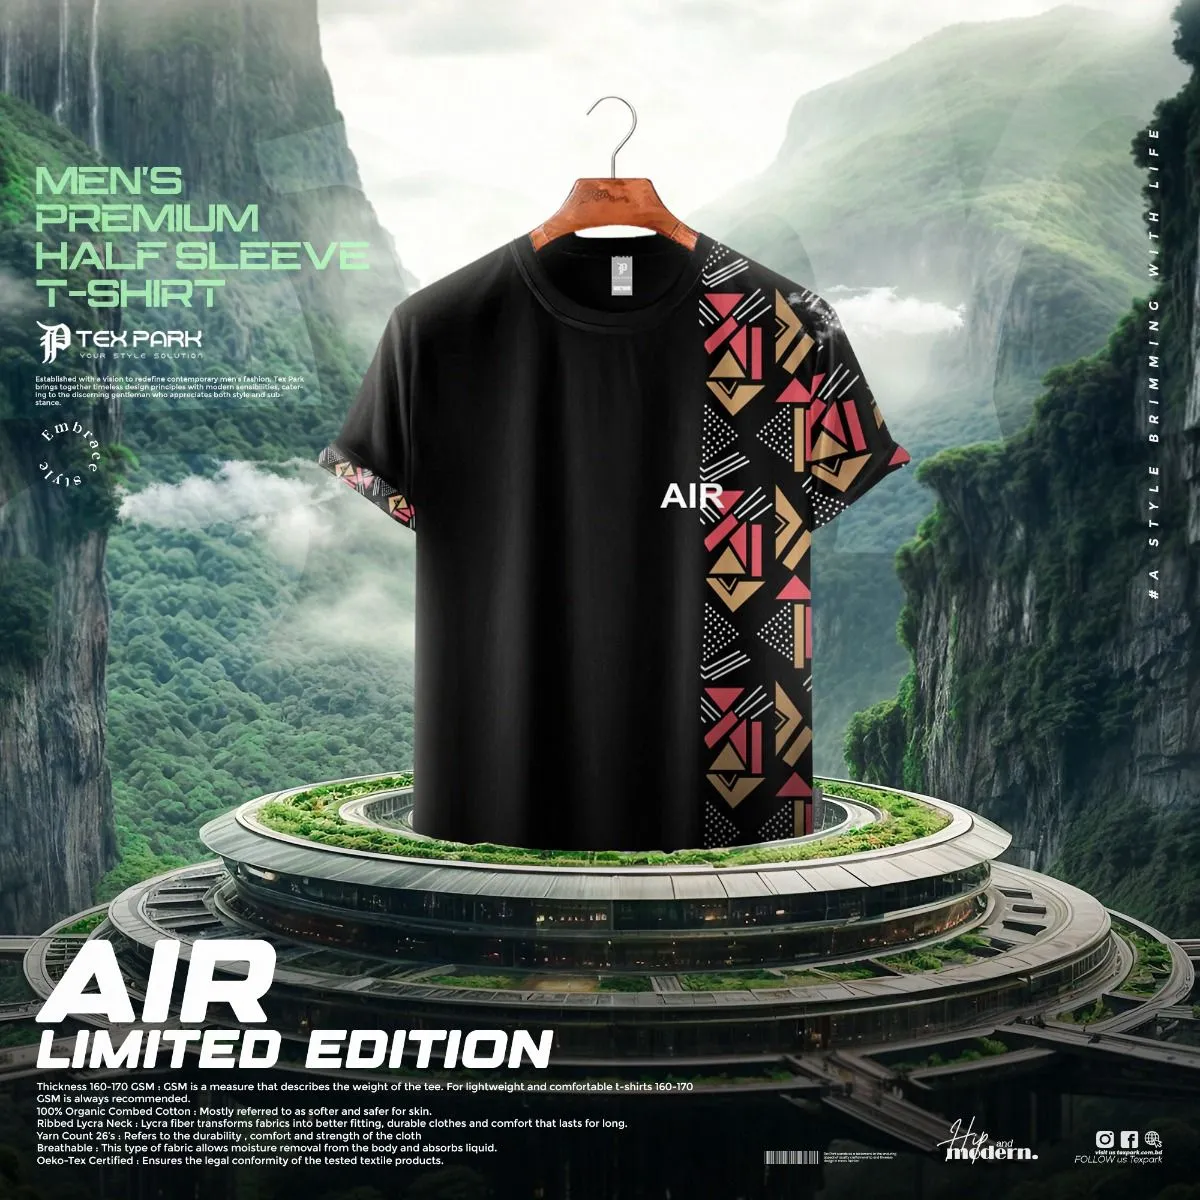 MEN'S
PREMIUM
HALF SLEEVE
T-SHIRT
TEX PARK
YOUR STYLE SOLUTION
Established with a vision to redefine contemporary men's fashion, Tex Park
brings together timeless design principles with modern sensibilities, cater-
ing to the discerning gentleman who appreciates both style and sub-
stance.
Embrace style
AIR
#A STYLE BRIMMING WITH LIFE
AIR
LIMITED EDITION
Thickness 160-170 GSM : GSM is a measure that describes the weight of the tee. For lightweight and comfortable t-shirts 160-170
GSM is always recommended.
100% Organic Combed Cotton : Mostly referred to as softer and safer for skin.
Ribbed Lycra Neck : Lycra fiber transforms fabrics into better fitting, durable clothes and comfort that lasts for long.
Yarn Count 26's : Refers to the durability , comfort and strength of the cloth
Breathable : This type of fabric allows moisture removal from the body and absorbs liquid.
Oeko-Tex Certified : Ensures the legal conformity of the tested textile products.
Hip and
modern.
visit us texpark.com.bd
FOLLOW us Texpark